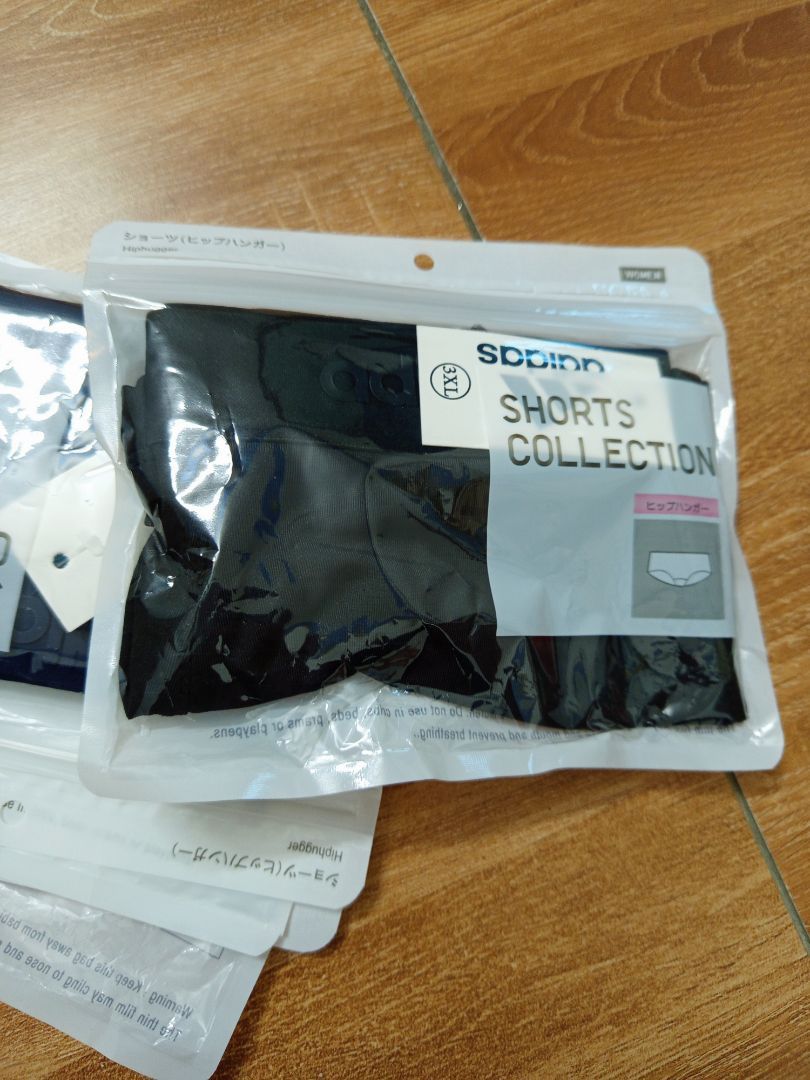 ショーツ(ヒップハンガー)
Hiphugger
WOMEN
3XL
adidas
SHORTS
COLLECTION
ヒップハンガー
Do not use in cribs, beds, prams or playpens.
and prevent breathing.
ショーツ(ヒップハンガー)
Hiphugger
Warning : Keep this bag away from
The thin film may cling to nose and